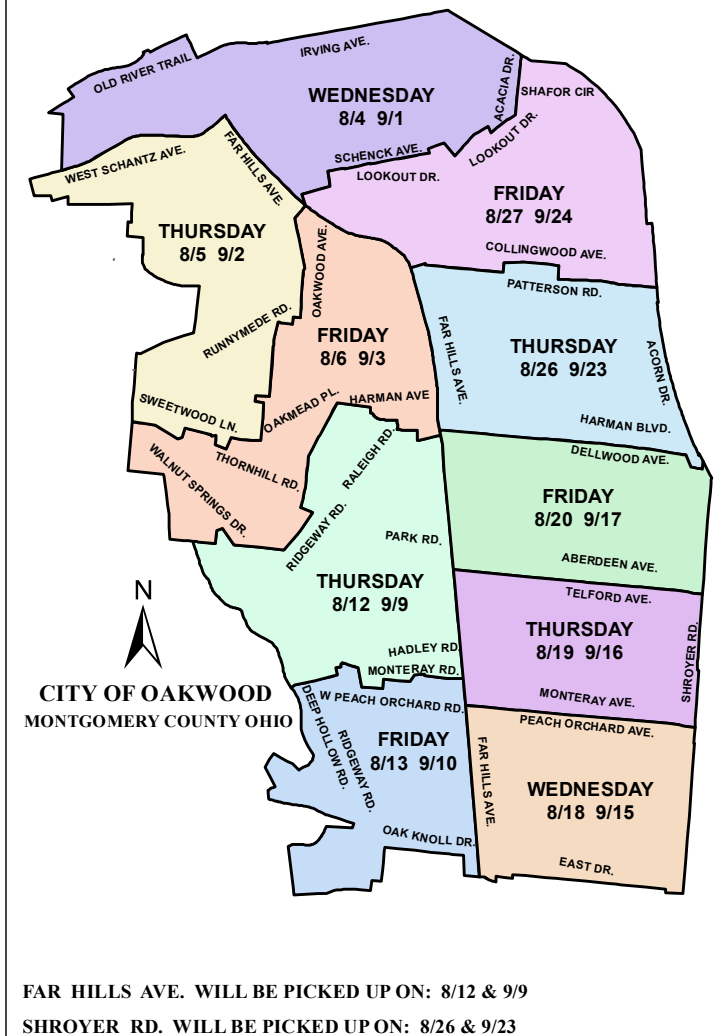 OLD RIVER TRAIL
IRVING AVE.
ACACIA DR.
SHAFOR CIR
WEDNESDAY
8/4 9/1
SCHENCK AVE.
LOOKOUT DR.
LOOKOUT DR.
WEST SCHANTZ AVE.
FAR HILLS AVE.
THURSDAY
8/5 9/2
RUNNYMEDE RD.
SWEETWOOD LN.
FRIDAY
8/27 9/24
COLLINGWOOD AVE.
OAKWOOD AVE.
FRIDAY
8/6 9/3
OAKMEAD PL.
HARMAN AVE
THORNHILL RD.
WALNUT SPRINGS DR.
PATTERSON RD.
FAR HILLS AVE.
THURSDAY
8/26 9/23
ACORN DR.
HARMAN BLVD.
DELLWOOD AVE.
FRIDAY
8/20 9/17
ABERDEEN AVE.
RALEIGH RD.
RIDGEWAY RD.
PARK RD.
THURSDAY
8/12 9/9
HADLEY RD.
MONTERAY RD.
TELFORD AVE.
THURSDAY
8/19 9/16
SHROYER RD.
MONTERAY AVE.
N
CITY OF OAKWOOD
MONTGOMERY COUNTY OHIO
W PEACH ORCHARD RD.
DEEP HOLLOW RD.
RIDGEWAY RD.
FRIDAY
8/13 9/10
OAK KNOLL DR.
PEACH ORCHARD AVE.
FAR HILLS AVE.
WEDNESDAY
8/18 9/15
EAST DR.
FAR HILLS AVE. WILL BE PICKED UP ON: 8/12 & 9/9
SHROYER RD. WILL BE PICKED UP ON: 8/26 & 9/23